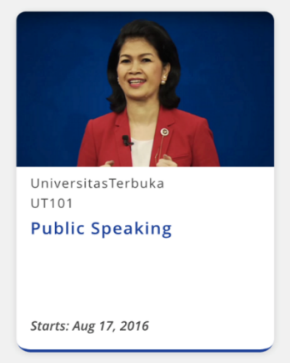 UniversitasTerbuka
UT101
Public Speaking
Starts: Aug 17, 2016